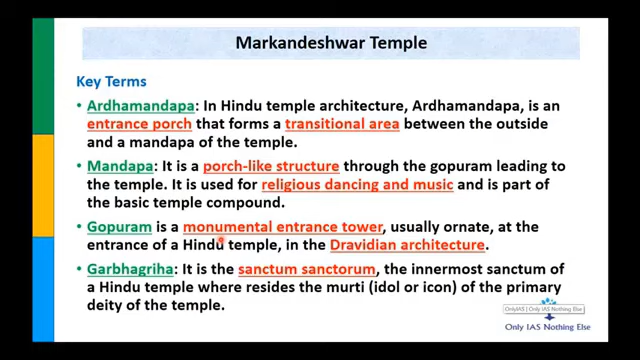 Markandeshwar Temple
Key Terms
Ardhamandapa: In Hindu temple architecture, Ardhamandapa, is an
entrance porch that forms a transitional area between the outside
and a mandapa of the temple.
Mandapa: It is a porch-like structure through the gopuram leading to
the temple. It is used for religious dancing and music and is part of
the basic temple compound.
Gopuram is a monumental entrance tower, usually ornate, at the
entrance of a Hindu temple, in the Dravidian architecture.
Garbhagriha: It is the sanctum sanctorum, the innermost sanctum of
a Hindu temple where resides the murti (idol or icon) of the primary
deity of the temple.
OnlyIAS | Only IAS Nothing Else
Only IAS Nothing Else